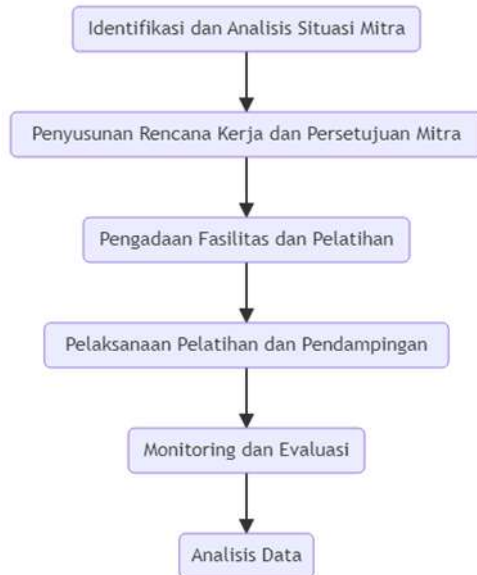 Identifikasi dan Analisis Situasi Mitra
Penyusunan Rencana Kerja dan Persetujuan Mitra
Pengadaan Fasilitas dan Pelatihan
Pelaksanaan Pelatihan dan Pendampingan
Monitoring dan Evaluasi
Analisis Data